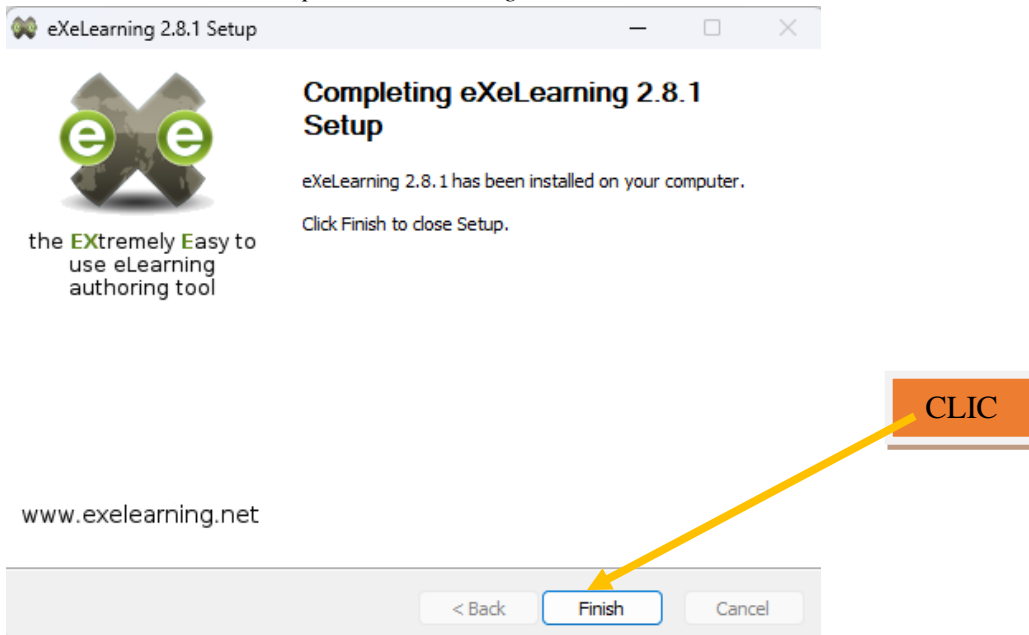 eXeLearning 2.8.1 Setup
Completing eXeLearning 2.8.1
Setup
eXeLearning 2.8.1 has been installed on your computer.
Click Finish to close Setup.
e e
the EXtremely Easy to
use eLearning
authoring tool
CLIC
www.exelearning.net
< Back Finish Cancel